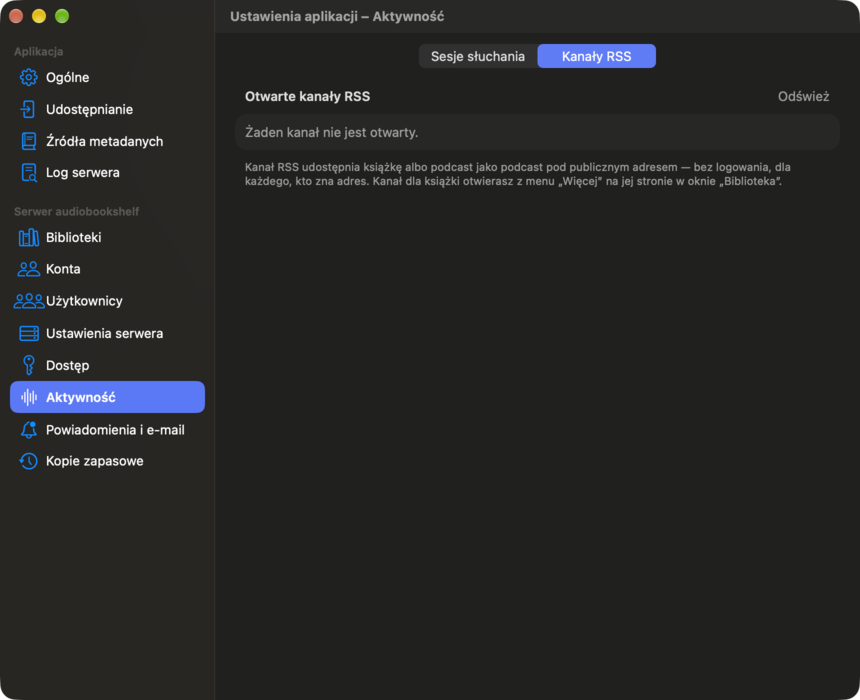 Ustawienia aplikacji – Aktywność
Aplikacja
Ogólne
Udostępnianie
Źródła metadanych
Log serwera
Serwer audiobookshelf
Biblioteki
Konta
Użytkownicy
Ustawienia serwera
Dostęp
Aktywność
Powiadomienia i e-mail
Kopie zapasowe
Sesje słuchania
Kanały RSS
Otwarte kanały RSS
Odśwież
Żaden kanał nie jest otwarty.
Kanał RSS udostępnia książkę albo podcast jako podcast pod publicznym adresem — bez logowania, dla
każdego, kto zna adres. Kanał dla książki otwierasz z menu „Więcej” na jej stronie w oknie „Biblioteka”.